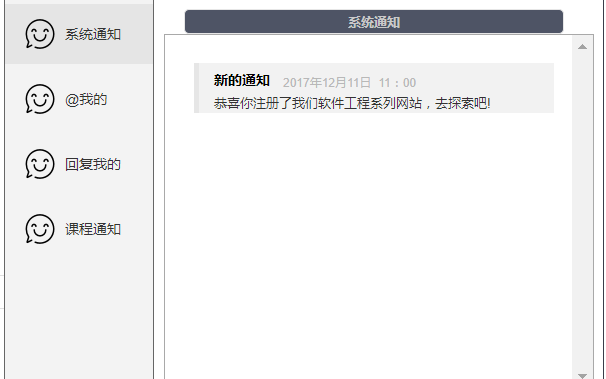 系统通知
@我的
回复我的
课程通知
系统通知
新的通知 2017年12月11日 11：00
恭喜你注册了我们软件工程系列网站，去探索吧!